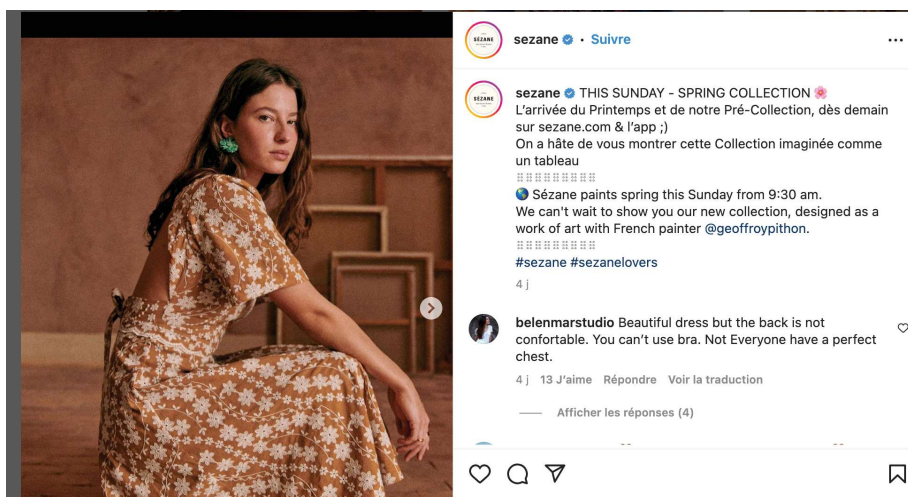 SÉZANE
sezane • Suivre
SÉZANE
sezane THIS SUNDAY - SPRING COLLECTION 🌸
L'arrivée du Printemps et de notre Pré-Collection, dès demain
sur sezane.com & l'app ;)
On a hâte de vous montrer cette Collection imaginée comme
un tableau
⠿⠿⠿⠿⠿⠿⠿⠿⠿
🌎 Sézane paints spring this Sunday from 9:30 am.
We can't wait to show you our new collection, designed as a
work of art with French painter @geoffroypithon.
⠿⠿⠿⠿⠿⠿⠿⠿⠿
#sezane #sezanelovers
4 j
belenmarstudio Beautiful dress but the back is not
confortable. You can't use bra. Not Everyone have a perfect
chest.
4 j 13 J'aime Répondre Voir la traduction
Afficher les réponses (4)